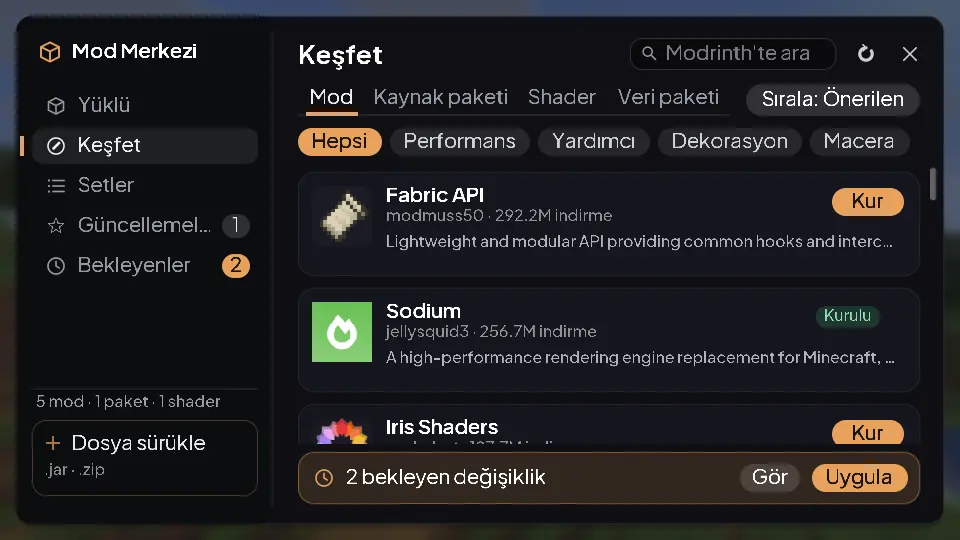 Mod Merkezi
Yüklü
Keşfet
Setler
Güncellemel...
1
Bekleyenler
2
5 mod · 1 paket · 1 shader
Dosya sürükle
.jar · .zip
Keşfet
Modrinth'te ara
Mod Kaynak paketi Shader Veri paketi Sırala: Önerilen
Hepsi Performans Yardımcı Dekorasyon Macera
Fabric API
modmuss50 · 292.2M indirme
Lightweight and modular API providing common hooks and interc...
Kur
Sodium
jellysquid3 · 256.7M indirme
A high-performance rendering engine replacement for Minecraft, ...
Kurulu
Iris Shaders
Kur
2 bekleyen değişiklik
Gör
Uygula